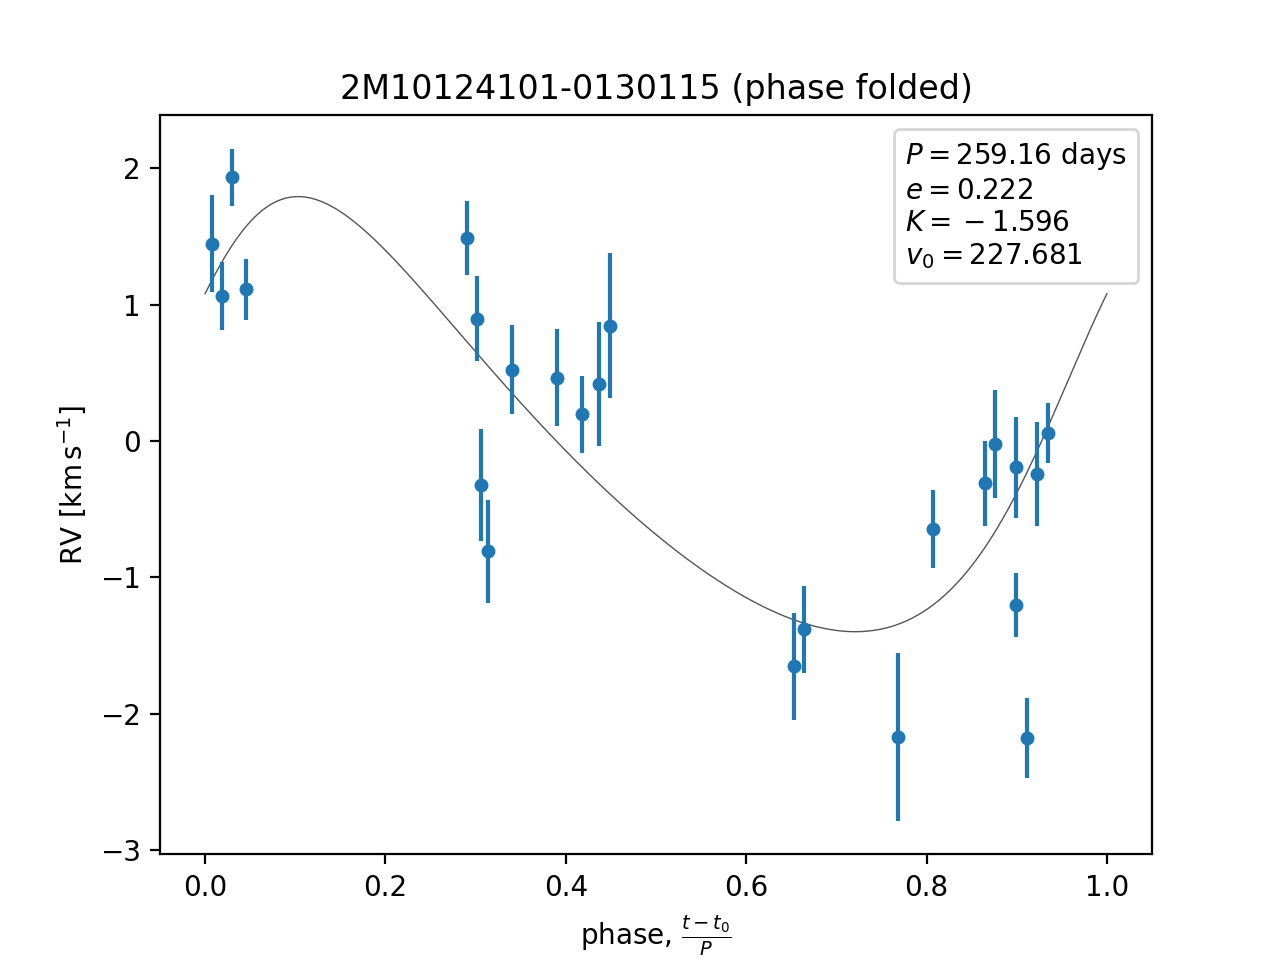 2M10124101-0130115 (phase folded)
P = 259.16 days
e = 0.222
K = −1.596
v₀ = 227.681
2
1
0
−1
−2
−3
RV [km s⁻¹]
0.0 0.2 0.4 0.6 0.8 1.0
phase, (t − t₀)/P